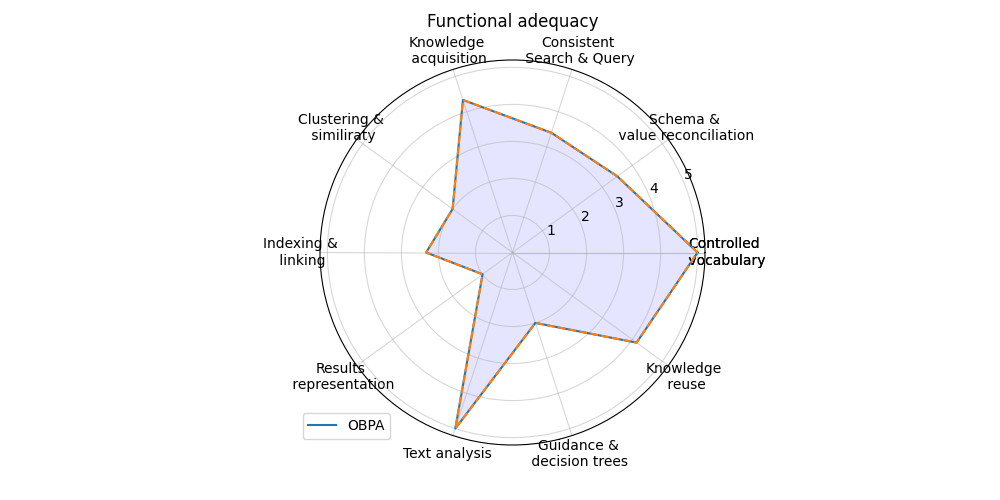 Functional adequacy
Knowledge
acquisition
Consistent
Search & Query
Clustering &
similiraty
Schema &
value reconciliation
5
4
3
2
1
Indexing &
linking
Controlled
vocabulary
Results
representation
Knowledge
reuse
OBPA
Text analysis
Guidance &
decision trees